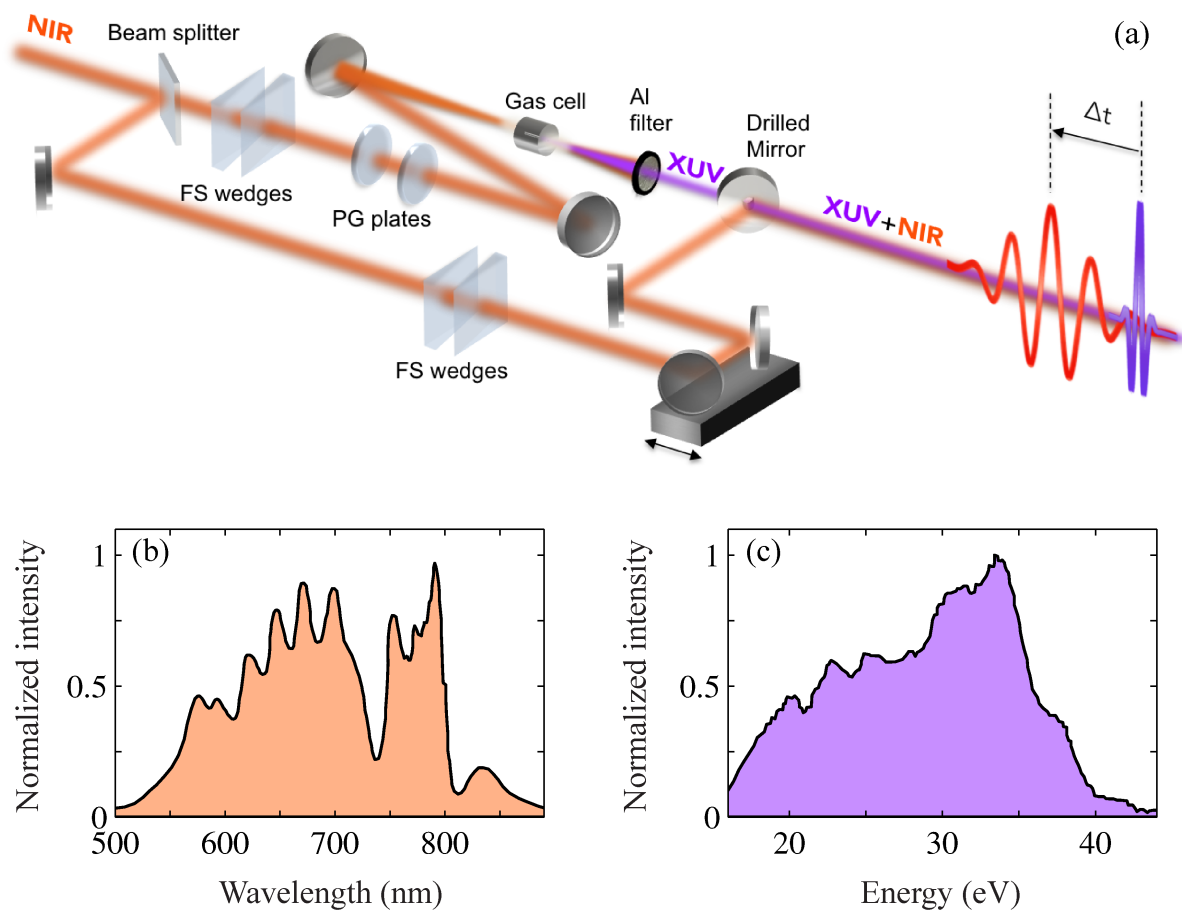 NIR
Beam splitter
(a)
Gas cell
Al
filter
Drilled
Mirror
Δt
XUV
FS wedges
PG plates
XUV+NIR
FS wedges
(b)
Normalized intensity
1
0.5
0
500
600
700
800
Wavelength (nm)
(c)
Normalized intensity
1
0.5
0
20
30
40
Energy (eV)